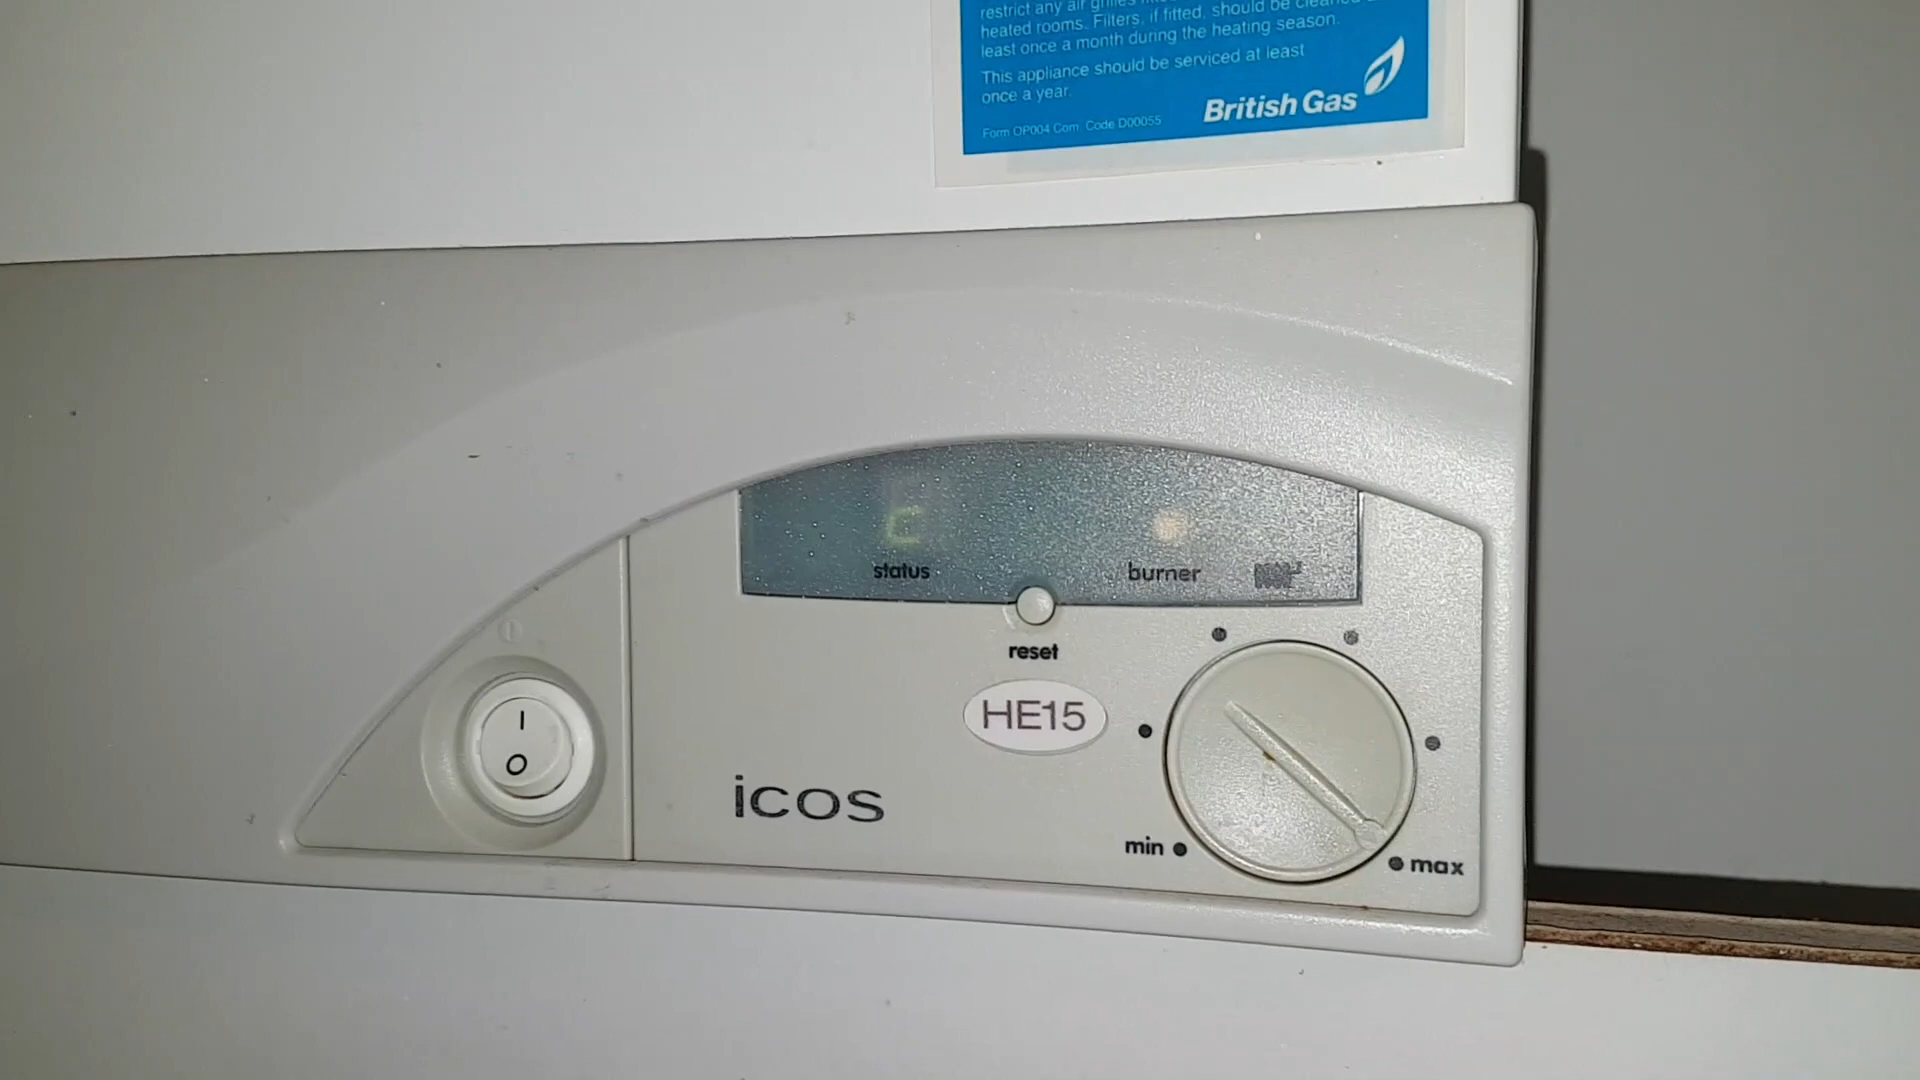 restrict any air grilles
heated rooms. Filters, if fitted, should be cleaned
least once a month during the heating season.
This appliance should be serviced at least
once a year.
British Gas
Form OP004 Com. Code D00055
status
burner
reset
HE15
I
O
icos
min
max